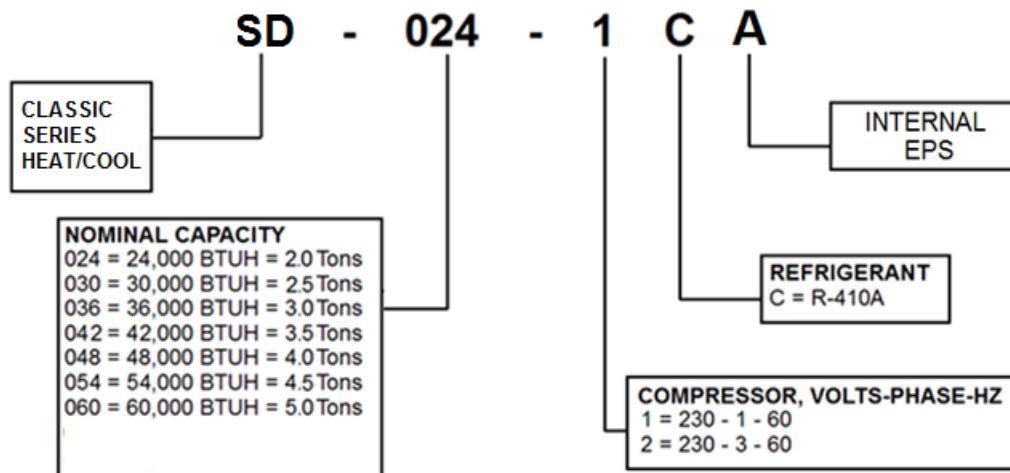 SD - 024 - 1 C A
CLASSIC
SERIES
HEAT/COOL
INTERNAL
EPS
NOMINAL CAPACITY
024 = 24,000 BTUH = 2.0 Tons
030 = 30,000 BTUH = 2.5 Tons
036 = 36,000 BTUH = 3.0 Tons
042 = 42,000 BTUH = 3.5 Tons
048 = 48,000 BTUH = 4.0 Tons
054 = 54,000 BTUH = 4.5 Tons
060 = 60,000 BTUH = 5.0 Tons
REFRIGERANT
C = R-410A
COMPRESSOR, VOLTS-PHASE-HZ
1 = 230 - 1 - 60
2 = 230 - 3 - 60